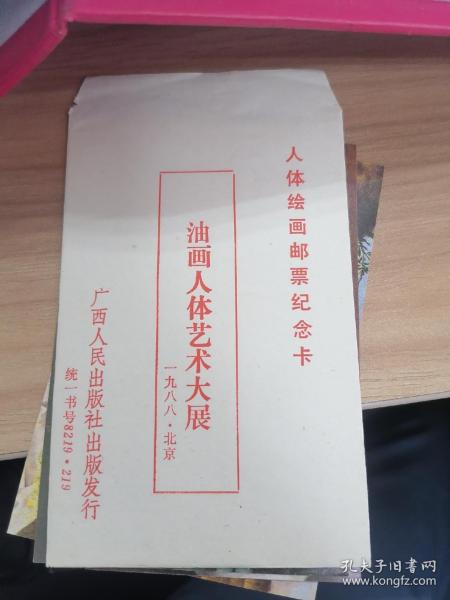 人体绘画邮票纪念卡
油画人体艺术大展
一九八八·北京
广西人民出版社出版发行
统一书号8219·219
孔夫子旧书网
www.kongfz.com